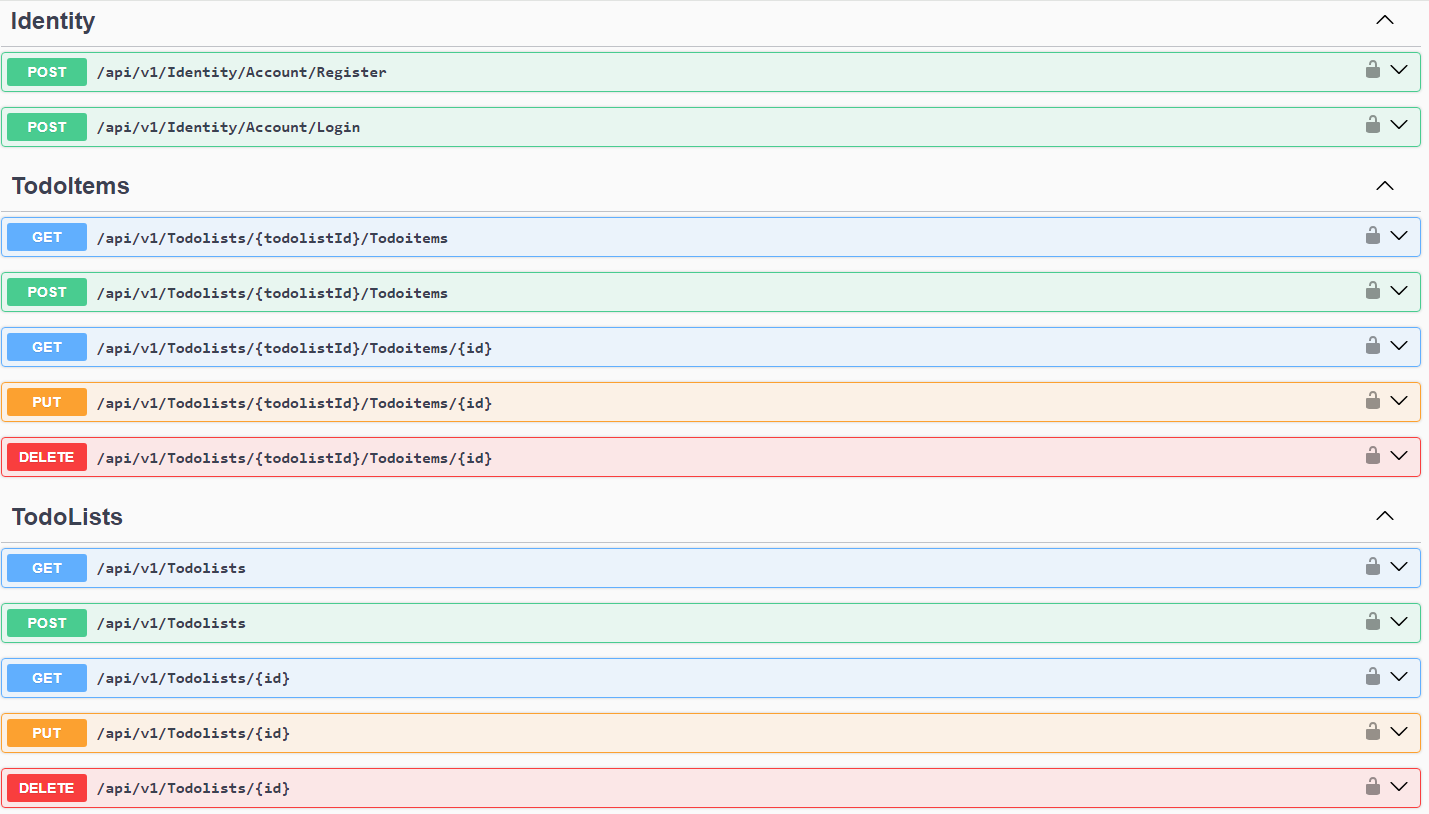 Identity
POST /api/v1/Identity/Account/Register
POST /api/v1/Identity/Account/Login
TodoItems
GET /api/v1/Todolists/{todolistId}/Todoitems
POST /api/v1/Todolists/{todolistId}/Todoitems
GET /api/v1/Todolists/{todolistId}/Todoitems/{id}
PUT /api/v1/Todolists/{todolistId}/Todoitems/{id}
DELETE /api/v1/Todolists/{todolistId}/Todoitems/{id}
TodoLists
GET /api/v1/Todolists
POST /api/v1/Todolists
GET /api/v1/Todolists/{id}
PUT /api/v1/Todolists/{id}
DELETE /api/v1/Todolists/{id}